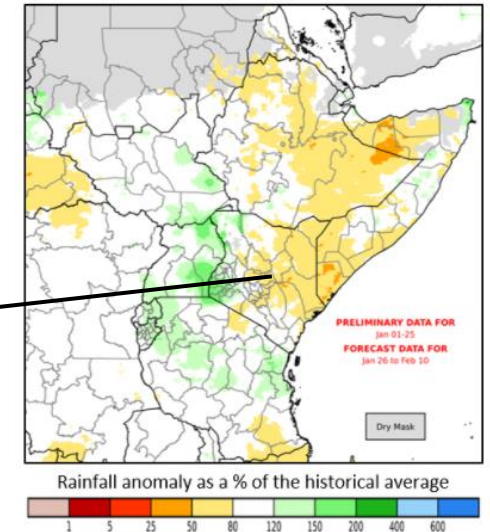 PRELIMINARY DATA FOR
Jan 01-25
FORECAST DATA FOR
Jan 26 to Feb 10
Dry Mask
Rainfall anomaly as a % of the historical average
1 5 25 50 80 120 150 200 400 600